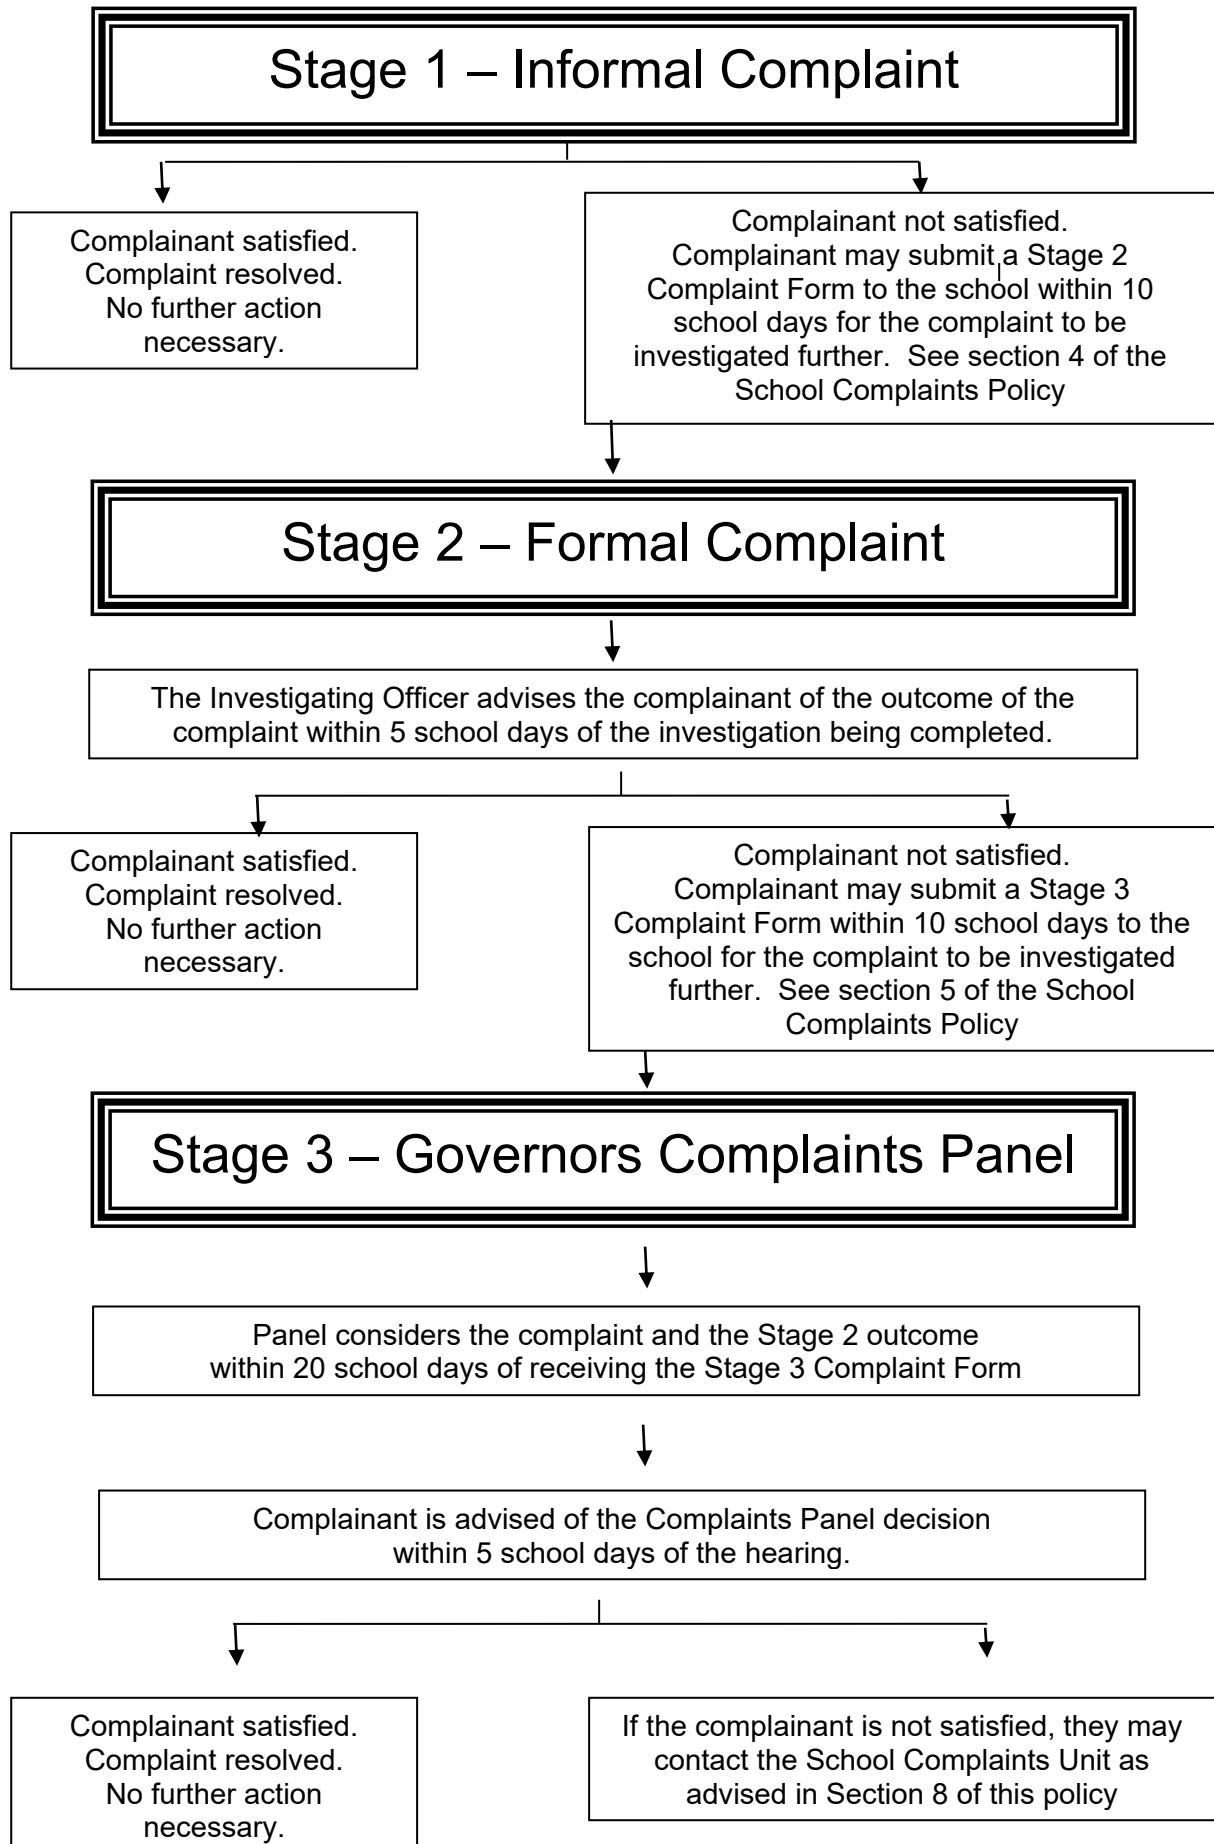 Stage 1 – Informal Complaint
Complainant satisfied.
Complaint resolved.
No further action
necessary.
Complainant not satisfied.
Complainant may submit a Stage 2
Complaint Form to the school within 10
school days for the complaint to be
investigated further.  See section 4 of the
School Complaints Policy
Stage 2 – Formal Complaint
The Investigating Officer advises the complainant of the outcome of the
complaint within 5 school days of the investigation being completed.
Complainant satisfied.
Complaint resolved.
No further action
necessary.
Complainant not satisfied.
Complainant may submit a Stage 3
Complaint Form within 10 school days to the
school for the complaint to be investigated
further.  See section 5 of the School
Complaints Policy
Stage 3 – Governors Complaints Panel
Panel considers the complaint and the Stage 2 outcome
within 20 school days of receiving the Stage 3 Complaint Form
Complainant is advised of the Complaints Panel decision
within 5 school days of the hearing.
Complainant satisfied.
Complaint resolved.
No further action
necessary.
If the complainant is not satisfied, they may
contact the School Complaints Unit as
advised in Section 8 of this policy